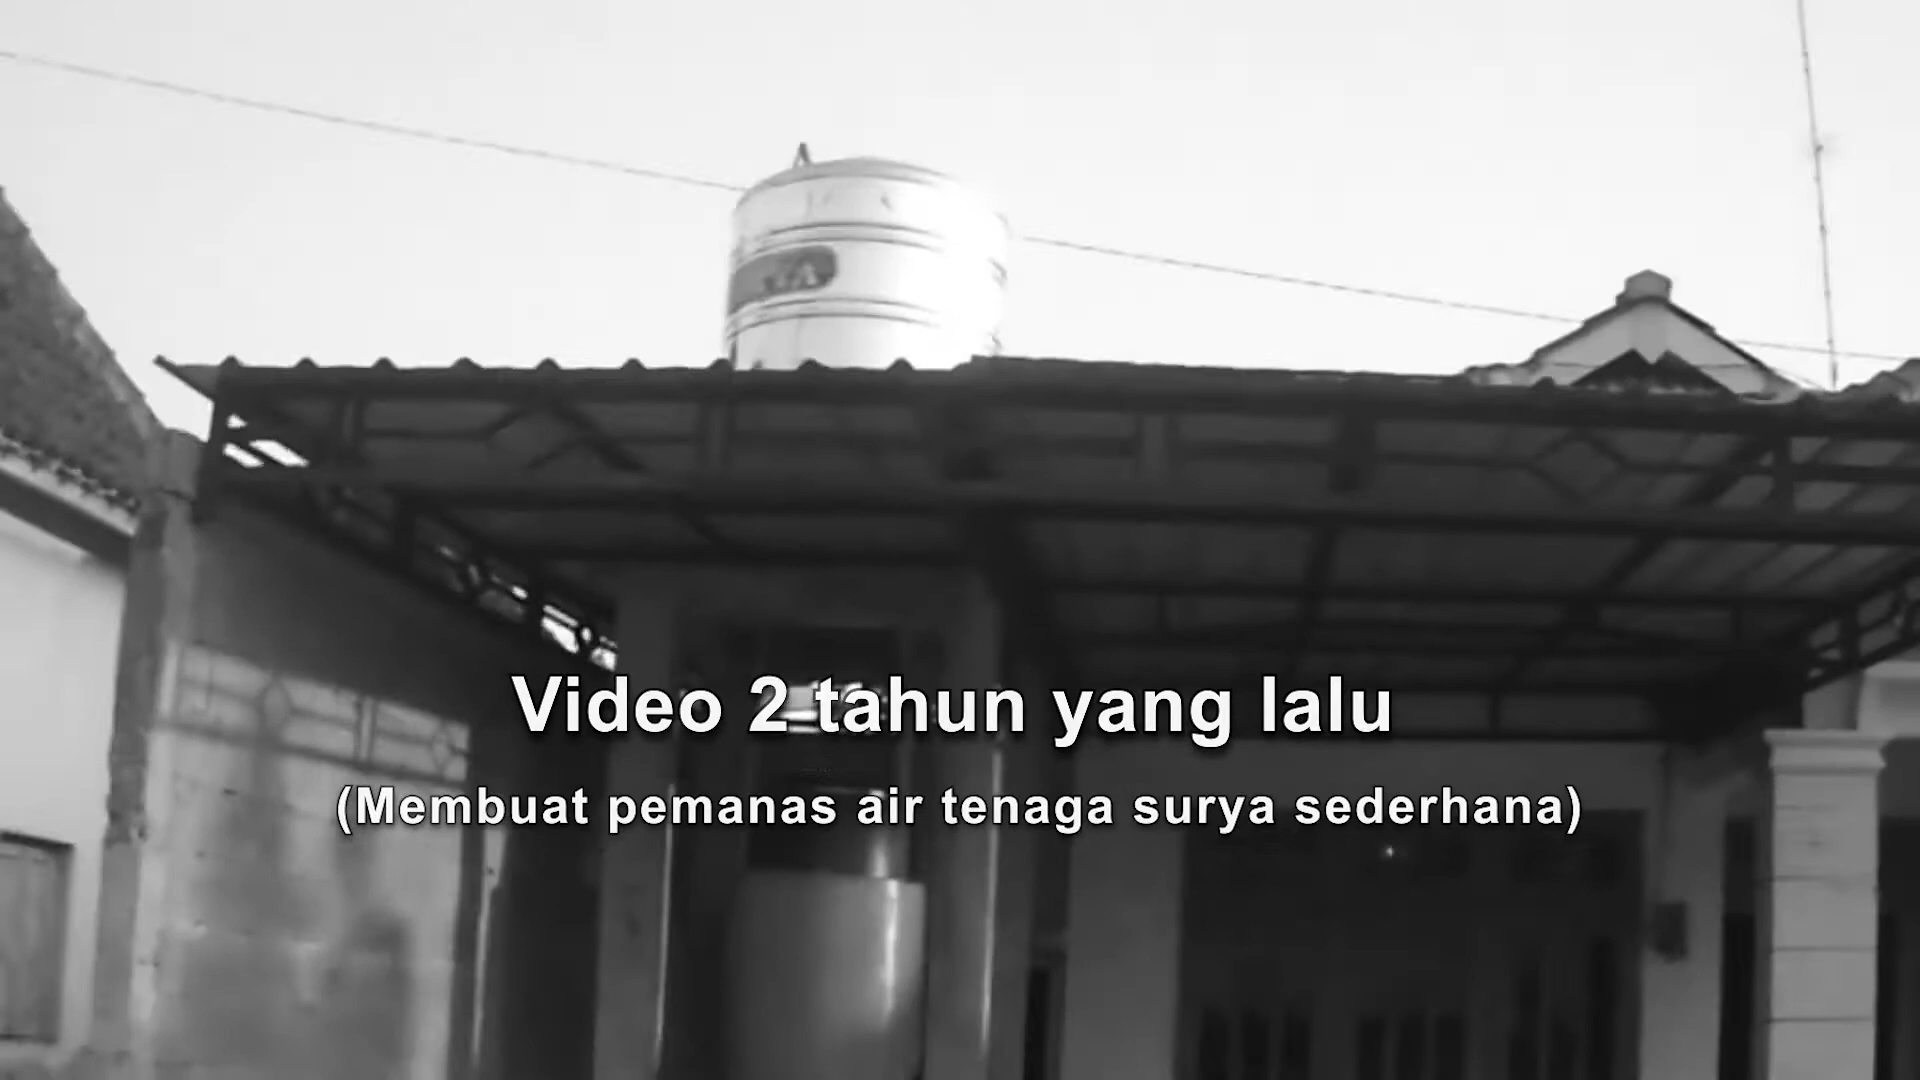 Video 2 tahun yang lalu
(Membuat pemanas air tenaga surya sederhana)